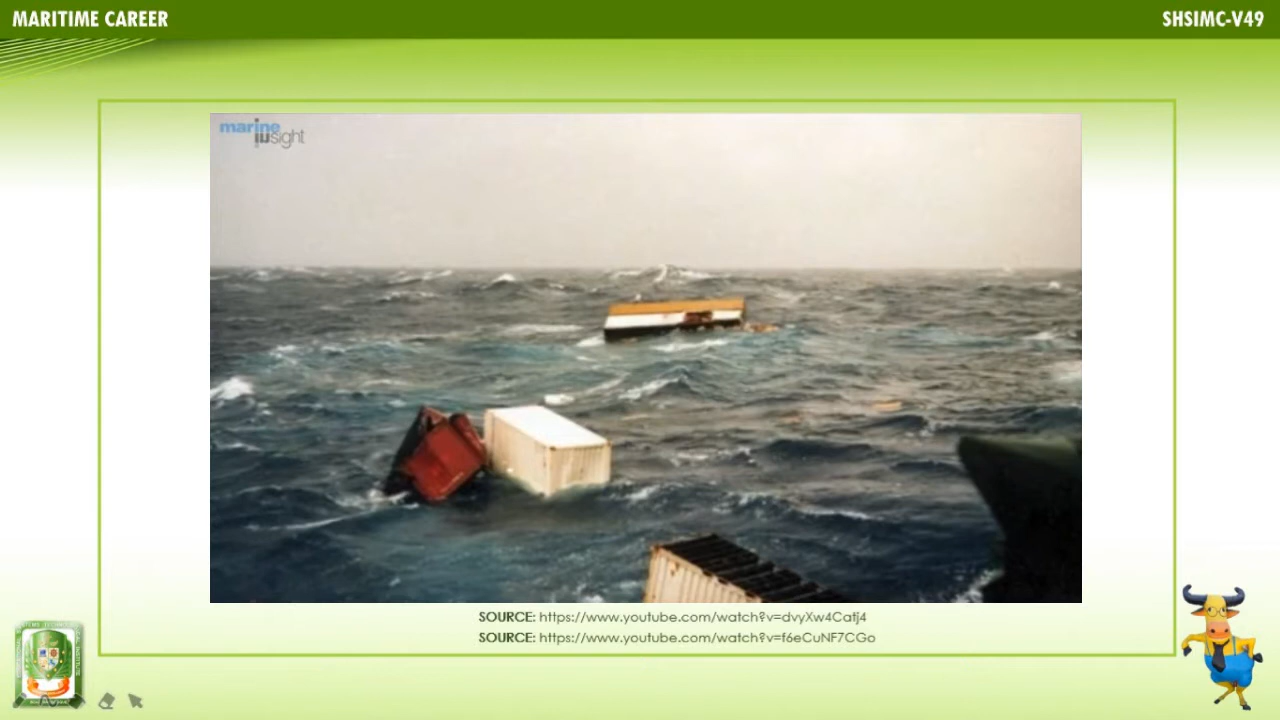 MARITIME CAREER
SHSIMC-V49
marine
insight
SOURCE: https://www.youtube.com/watch?v=dvyXw4Catj4
SOURCE: https://www.youtube.com/watch?v=f6eCuNF7CGo